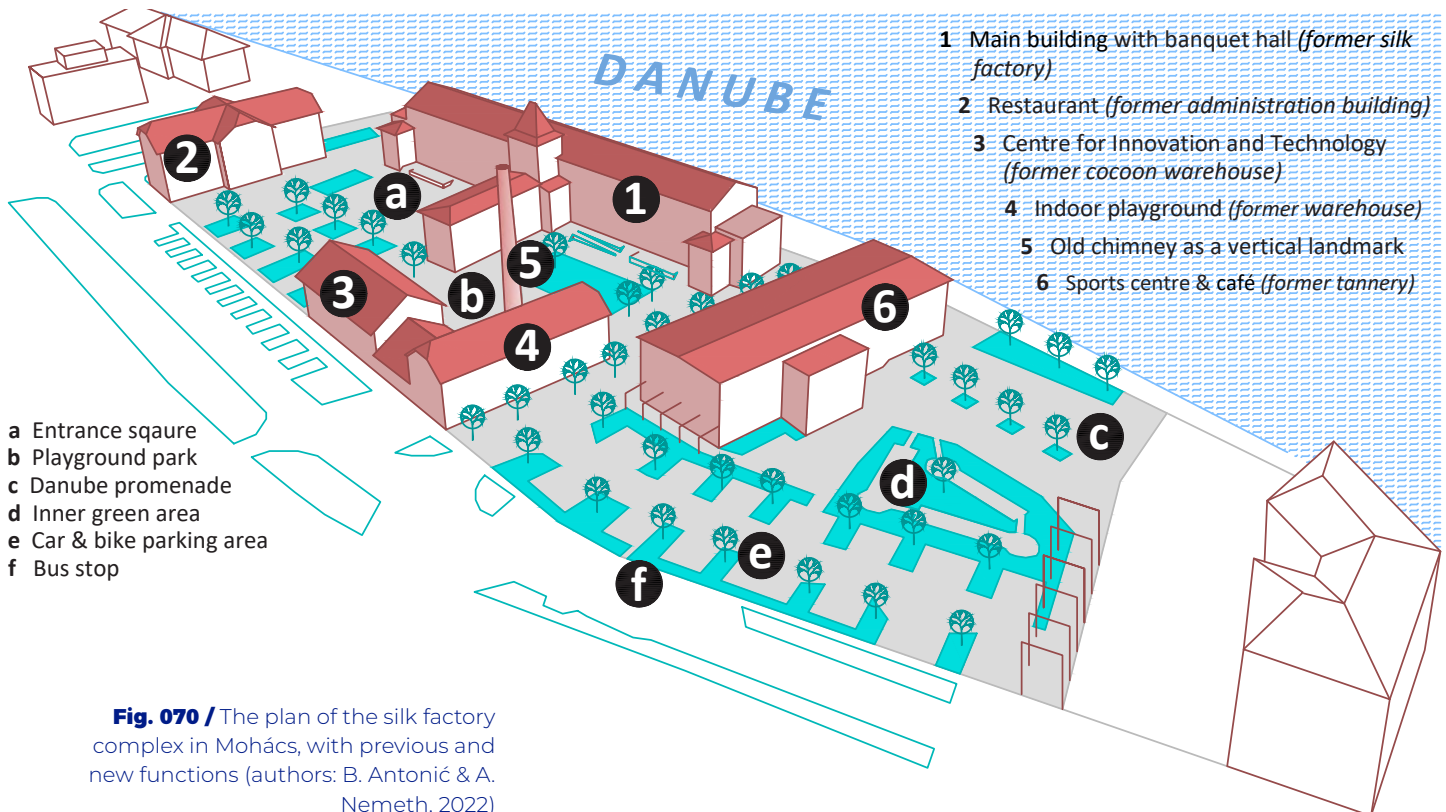 DANUBE
1 Main building with banquet hall (former silk
factory)
2 Restaurant (former administration building)
3 Centre for Innovation and Technology
(former cocoon warehouse)
4 Indoor playground (former warehouse)
5 Old chimney as a vertical landmark
6 Sports centre & café (former tannery)
2
a
1
5
3
b
4
6
c
d
e
f
a Entrance sqaure
b Playground park
c Danube promenade
d Inner green area
e Car & bike parking area
f Bus stop
Fig. 070 / The plan of the silk factory
complex in Mohács, with previous and
new functions (authors: B. Antonić & A.
Nemeth, 2022)